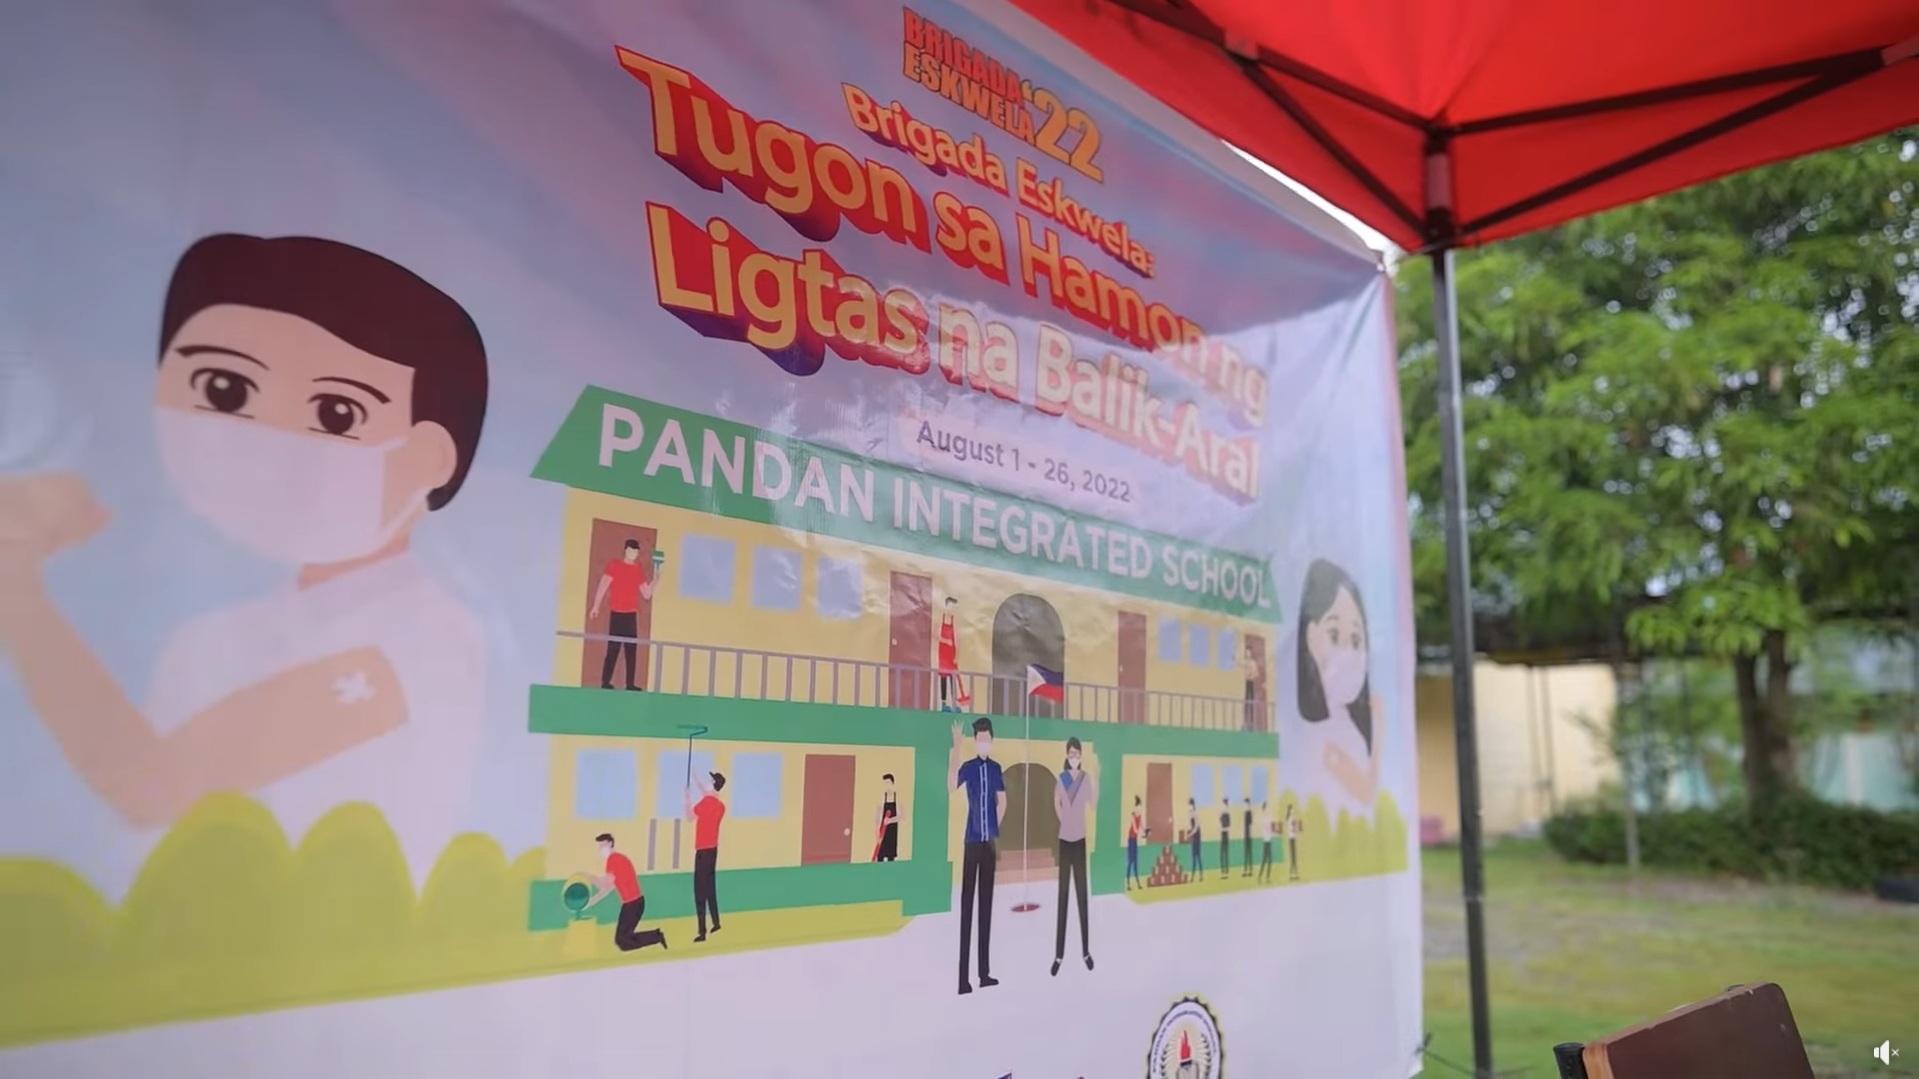 BRIGADA
ESKWELA '22
Brigada Eskwela:
Tugon sa Hamon ng
Ligtas na Balik-Aral
August 1 - 26, 2022
PANDAN INTEGRATED SCHOOL